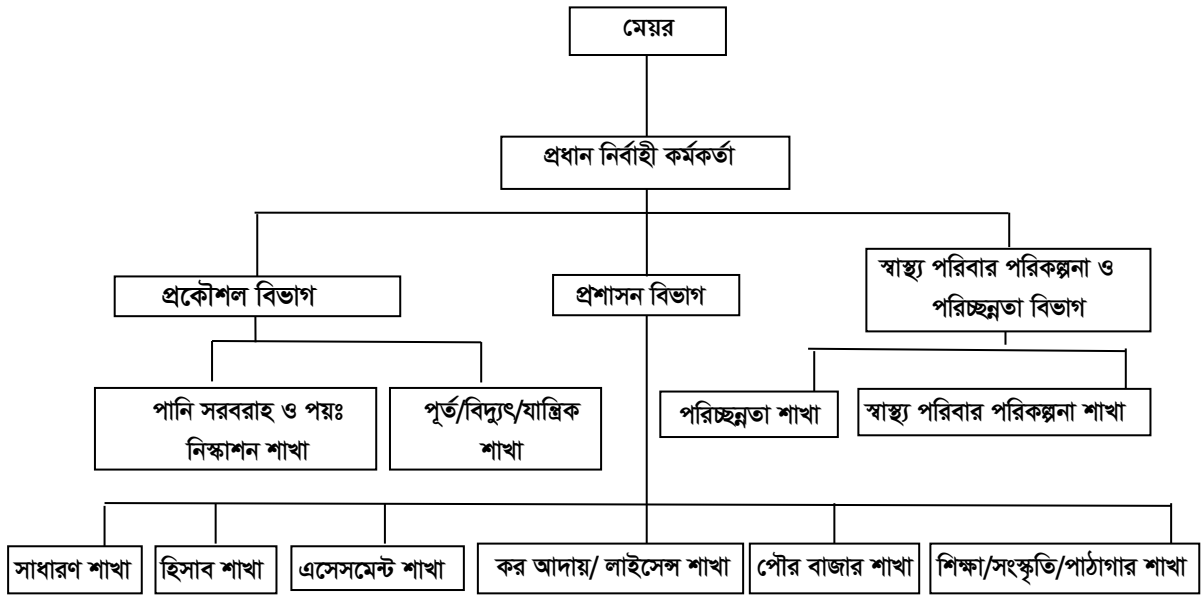 মেয়র
প্রধান নির্বাহী কর্মকর্তা
প্রকৌশল বিভাগ
প্রশাসন বিভাগ
স্বাস্থ্য পরিবার পরিকল্পনা ও
পরিচ্ছন্নতা বিভাগ
পানি সরবরাহ ও পয়ঃ
নিস্কাশন শাখা
পূর্ত/বিদ্যুৎ/যান্ত্রিক
শাখা
পরিচ্ছন্নতা শাখা
স্বাস্থ্য পরিবার পরিকল্পনা শাখা
সাধারণ শাখা
হিসাব শাখা
এসেসমেন্ট শাখা
কর আদায়/ লাইসেন্স শাখা
পৌর বাজার শাখা
শিক্ষা/সংস্কৃতি/পাঠাগার শাখা